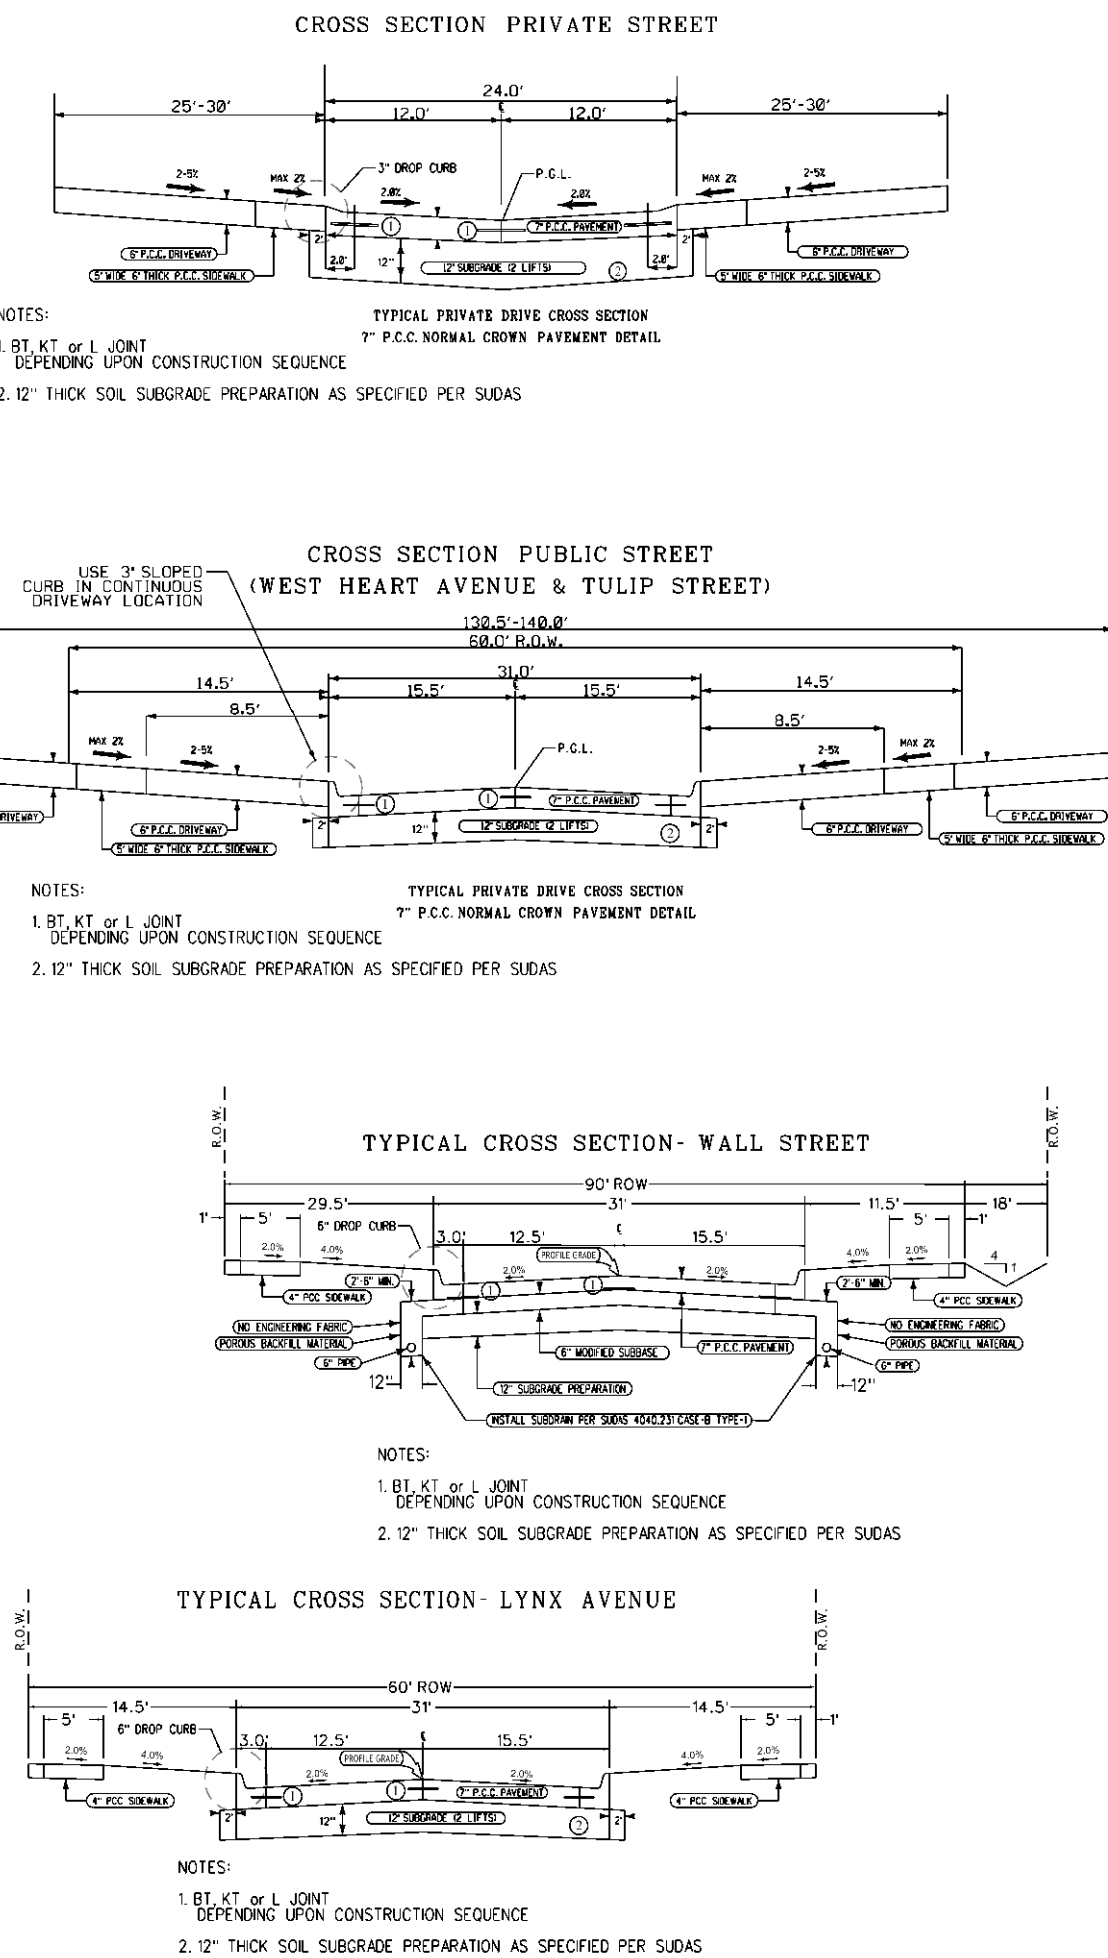 CROSS SECTION PRIVATE STREET
24.0'
25'-30'
12.0'
℄
12.0'
25'-30'
2-5%
MAX 2%
3" DROP CURB
2.0%
P.G.L.
2.0%
MAX 2%
2-5%
1
1
7" P.C.C. PAVEMENT
6" P.C.C. DRIVEWAY
2'
2.0'
12"
12" SUBGRADE (2 LIFTS)
2
2.0'
2'
6" P.C.C. DRIVEWAY
5' WIDE 6" THICK P.C.C. SIDEWALK
5' WIDE 6" THICK P.C.C. SIDEWALK
NOTES:
TYPICAL PRIVATE DRIVE CROSS SECTION
7" P.C.C. NORMAL CROWN PAVEMENT DETAIL
1. BT, KT or L JOINT
DEPENDING UPON CONSTRUCTION SEQUENCE
2. 12" THICK SOIL SUBGRADE PREPARATION AS SPECIFIED PER SUDAS
CROSS SECTION PUBLIC STREET
(WEST HEART AVENUE & TULIP STREET)
USE 3" SLOPED
CURB IN CONTINUOUS
DRIVEWAY LOCATION
130.5'-140.0'
60.0' R.O.W.
31.0'
14.5'
15.5'
℄
15.5'
14.5'
8.5'
8.5'
MAX 2%
2-5%
P.G.L.
2-5%
MAX 2%
1
1
7" P.C.C. PAVEMENT
RIVEWAY
6" P.C.C. DRIVEWAY
2'
12"
12" SUBGRADE (2 LIFTS)
2
2'
6" P.C.C. DRIVEWAY
6" P.C.C. DRIVEWAY
5' WIDE 6" THICK P.C.C. SIDEWALK
5' WIDE 6" THICK P.C.C. SIDEWALK
NOTES:
TYPICAL PRIVATE DRIVE CROSS SECTION
7" P.C.C. NORMAL CROWN PAVEMENT DETAIL
1. BT, KT or L JOINT
DEPENDING UPON CONSTRUCTION SEQUENCE
2. 12" THICK SOIL SUBGRADE PREPARATION AS SPECIFIED PER SUDAS
R.O.W.
R.O.W.
TYPICAL CROSS SECTION- WALL STREET
90' ROW
29.5'
31'
11.5'
18'
1'
5'
6" DROP CURB
3.0'
12.5'
℄
15.5'
5'
1'
2.0%
4.0%
PROFILE GRADE
2.0%
2.0%
4.0%
2.0%
4
1
4" PCC SIDEWALK
2'-6" MIN.
1
1
2'-6" MIN.
4" PCC SIDEWALK
NO ENGINEERING FABRIC
POROUS BACKFILL MATERIAL
6" PIPE
6" MODIFIED SUBBASE
7" P.C.C. PAVEMENT
NO ENGINEERING FABRIC
POROUS BACKFILL MATERIAL
6" PIPE
12"
12" SUBGRADE PREPARATION
12"
INSTALL SUBDRAIN PER SUDAS 4040.231 CASE-B TYPE-1
NOTES:
1. BT, KT or L JOINT
DEPENDING UPON CONSTRUCTION SEQUENCE
2. 12" THICK SOIL SUBGRADE PREPARATION AS SPECIFIED PER SUDAS
R.O.W.
R.O.W.
TYPICAL CROSS SECTION- LYNX AVENUE
60' ROW
14.5'
31'
14.5'
5'
6" DROP CURB
3.0'
12.5'
℄
15.5'
5'
1'
2.0%
4.0%
PROFILE GRADE
2.0%
2.0%
4.0%
2.0%
4" PCC SIDEWALK
1
1
7" P.C.C. PAVEMENT
4" PCC SIDEWALK
2'
12"
12" SUBGRADE (2 LIFTS)
2
2'
NOTES:
1. BT, KT or L JOINT
DEPENDING UPON CONSTRUCTION SEQUENCE
2. 12" THICK SOIL SUBGRADE PREPARATION AS SPECIFIED PER SUDAS